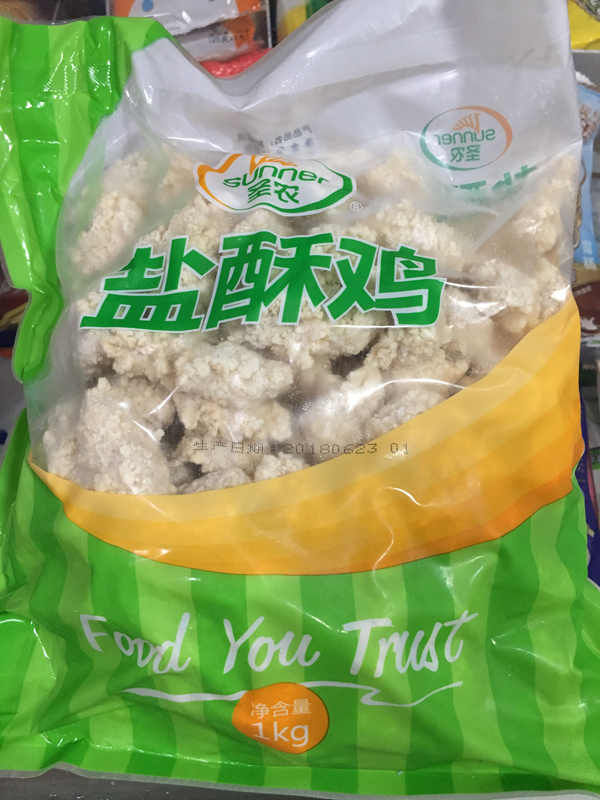 sunner
圣农
sunner
圣农
®
盐酥鸡
生产日期：20180623 01
Food You Trust
净含量
1kg